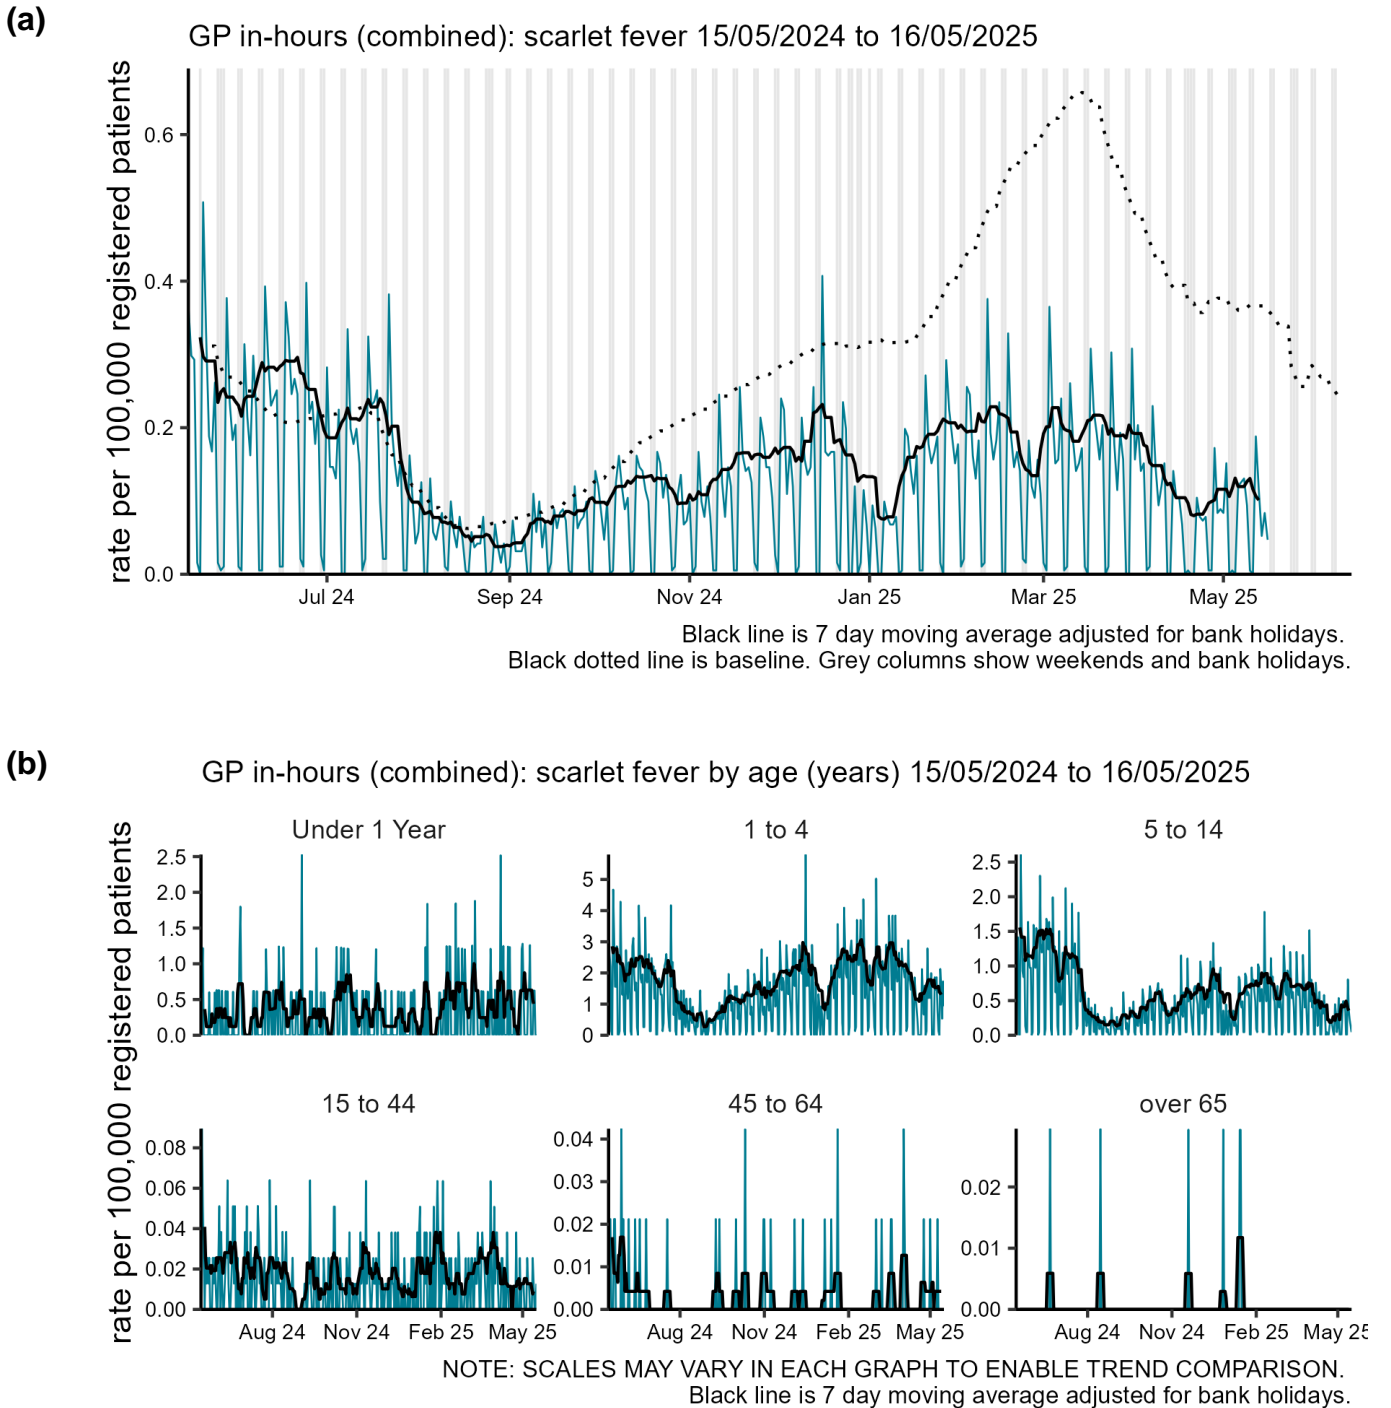 (a)
GP in-hours (combined): scarlet fever 15/05/2024 to 16/05/2025
rate per 100,000 registered patients
0.6
0.4
0.2
0.0
Jul 24
Sep 24
Nov 24
Jan 25
Mar 25
May 25
Black line is 7 day moving average adjusted for bank holidays.
Black dotted line is baseline. Grey columns show weekends and bank holidays.
(b)
GP in-hours (combined): scarlet fever by age (years) 15/05/2024 to 16/05/2025
rate per 100,000 registered patients
Under 1 Year
2.5
2.0
1.5
1.0
0.5
0.0
1 to 4
5
4
3
2
1
0
5 to 14
2.5
2.0
1.5
1.0
0.5
0.0
15 to 44
0.08
0.06
0.04
0.02
0.00
Aug 24
Nov 24
Feb 25
May 25
45 to 64
0.04
0.03
0.02
0.01
0.00
Aug 24
Nov 24
Feb 25
May 25
over 65
0.02
0.01
0.00
Aug 24
Nov 24
Feb 25
May 25
NOTE: SCALES MAY VARY IN EACH GRAPH TO ENABLE TREND COMPARISON.
Black line is 7 day moving average adjusted for bank holidays.